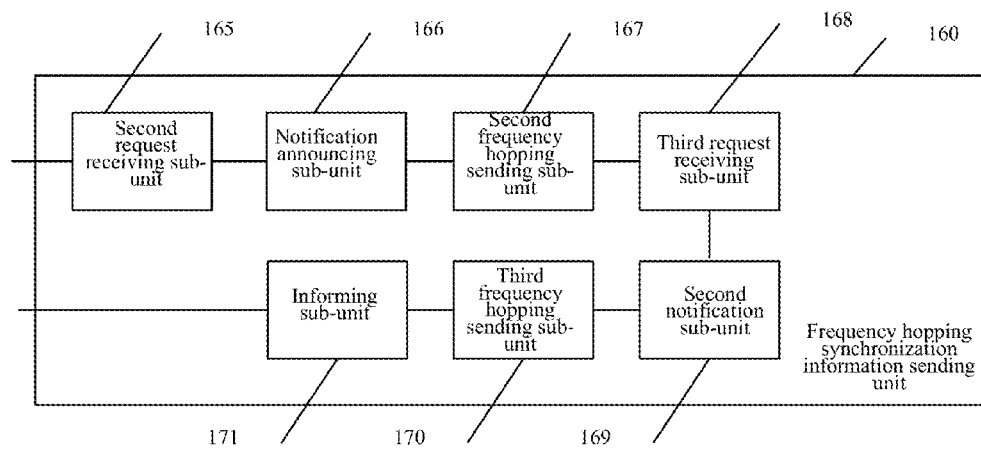 165
166
167
168
160
Second
request
receiving sub-
unit
Notification
announcing
sub-unit
Second
frequency
hopping
sending sub-
unit
Third request
receiving
sub-unit
Informing
sub-unit
Third
frequency
hopping
sending sub-
unit
Second
notification
sub-unit
Frequency hopping
synchronization
information sending
unit
171
170
169